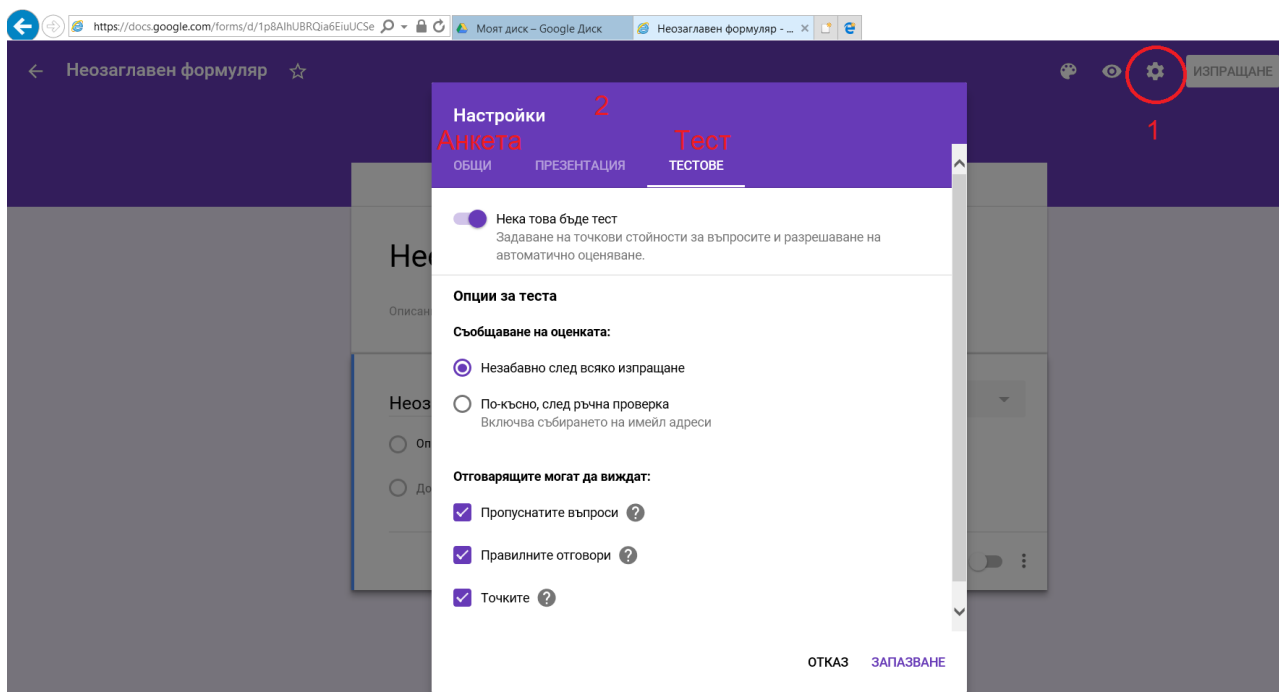 https://docs.google.com/forms/d/1p8AIhUBRQia6EiuUCSe
Моят диск – Google Диск
Неозаглавен формуляр - ...
Неозаглавен формуляр
ИЗПРАЩАНЕ
1
Настройки
2
Анкета
Тест
ОБЩИ
ПРЕЗЕНТАЦИЯ
ТЕСТОВЕ
Нека това бъде тест
Задаване на точкови стойности за въпросите и разрешаване на
автоматично оценяване.
Опции за теста
Съобщаване на оценката:
Незабавно след всяко изпращане
По-късно, след ръчна проверка
Включва събирането на имейл адреси
Отговарящите могат да виждат:
Пропуснатите въпроси
Правилните отговори
Точките
ОТКАЗ
ЗАПАЗВАНЕ